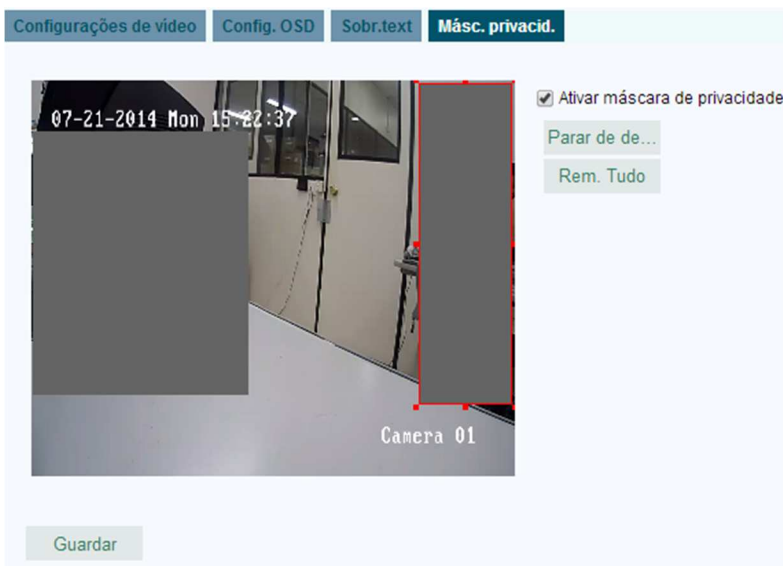 Configurações de vídeo
Config. OSD
Sobr.text
Másc. privacid.
07-21-2014 Mon 15:22:37
Ativar máscara de privacidade
Parar de de...
Rem. Tudo
Camera 01
Guardar